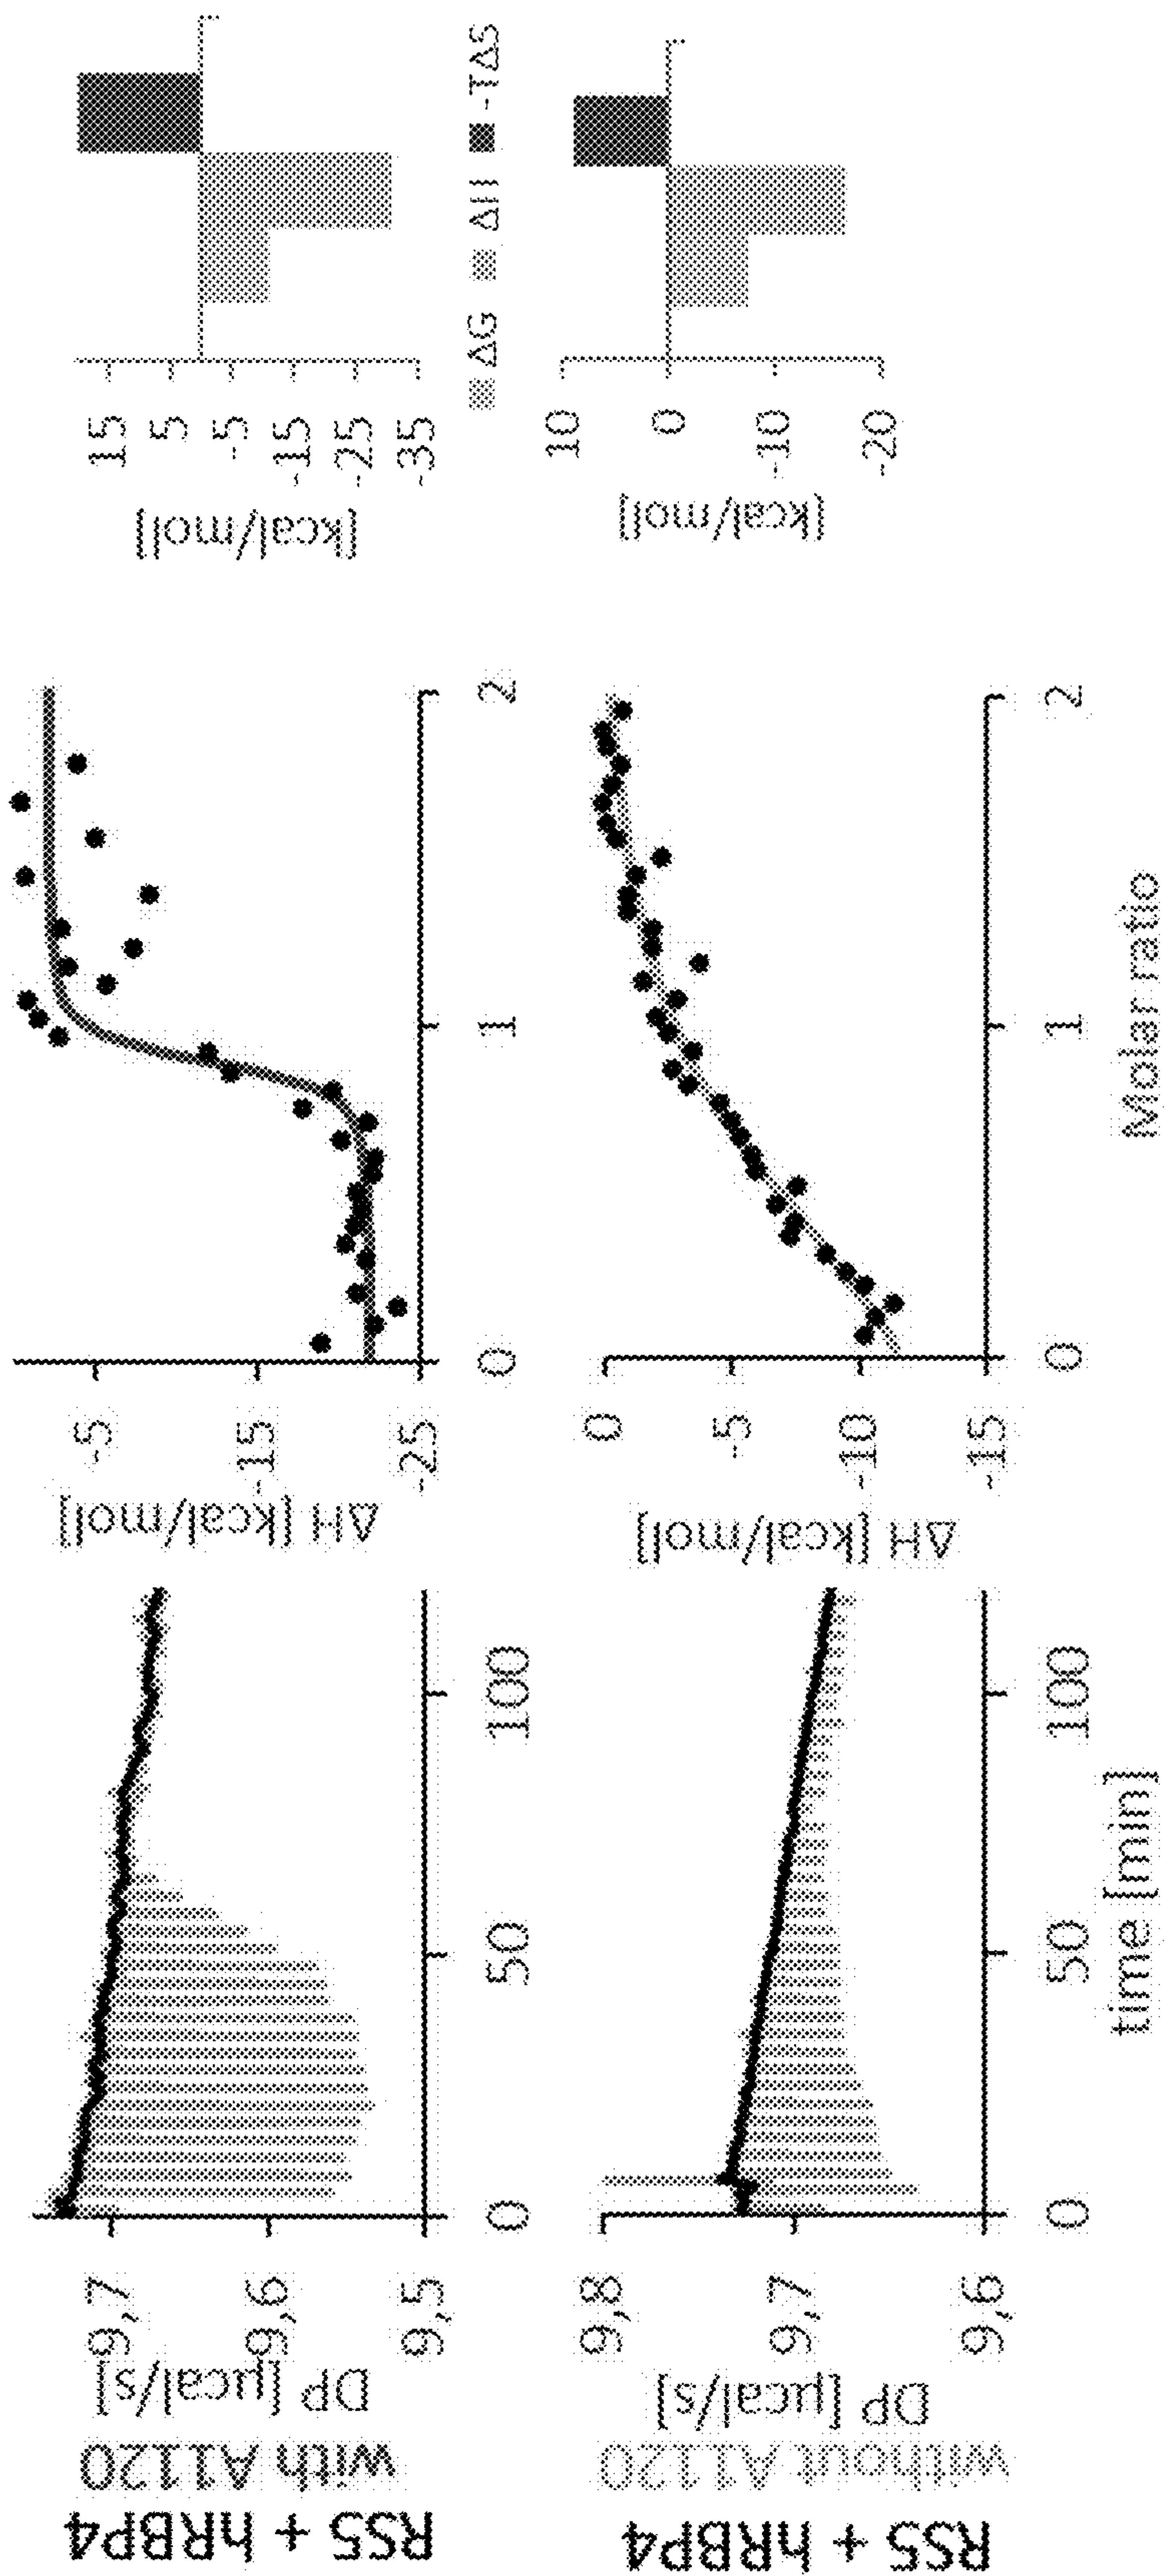 RS5 + hRBP4
with A1120
DP [µcal/s]
9,7
9,6
9,5
0
50
100
ΔH [kcal/mol]
-5
-15
-25
0
1
2
[kcal/mol]
15
5
-5
-15
-25
-35
ΔG ΔH -TΔS
RS5 + hRBP4
without A1120
DP [µcal/s]
9,8
9,7
9,6
0
50
100
time [min]
ΔH [kcal/mol]
0
-5
-10
-15
0
1
2
Molar ratio
[kcal/mol]
10
0
-10
-20